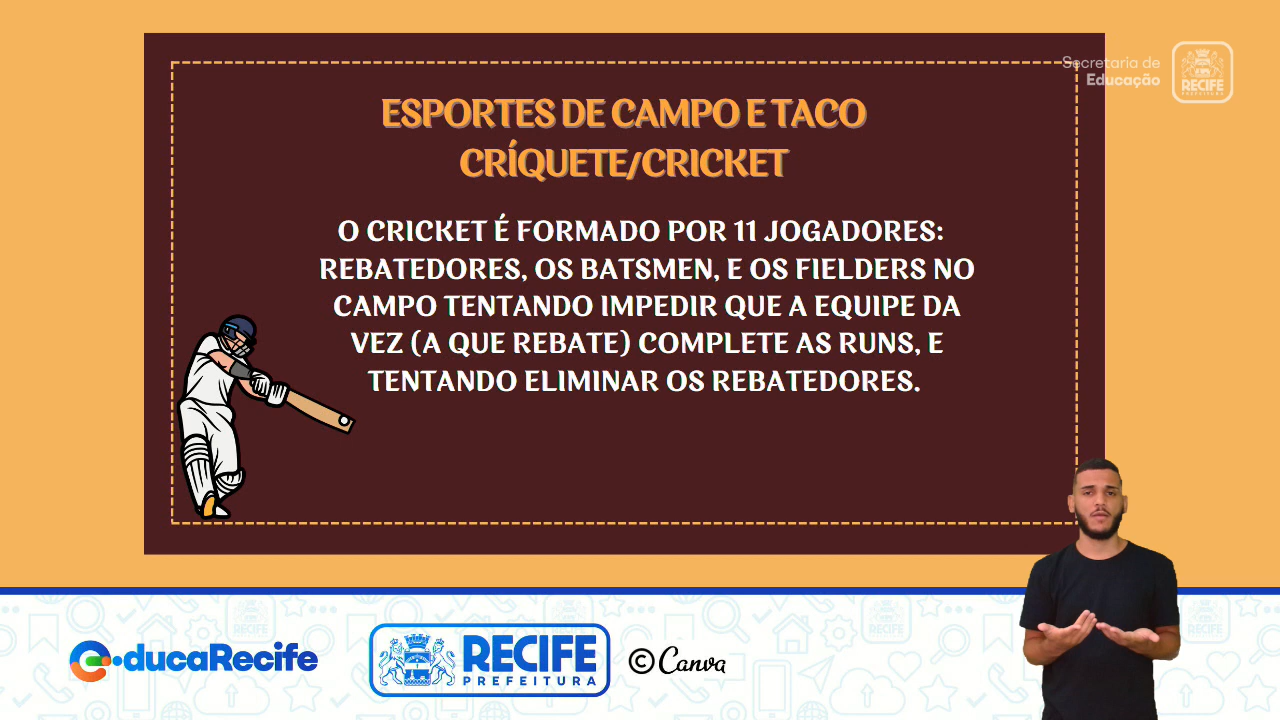 Secretaria de
Educação
RECIFE
PREFEITURA
ESPORTES DE CAMPO E TACO
CRÍQUETE/CRICKET
O CRICKET É FORMADO POR 11 JOGADORES:
REBATEDORES, OS BATSMEN, E OS FIELDERS NO
CAMPO TENTANDO IMPEDIR QUE A EQUIPE DA
VEZ (A QUE REBATE) COMPLETE AS RUNS, E
TENTANDO ELIMINAR OS REBATEDORES.
educaRecife
RECIFE
PREFEITURA
© Canva